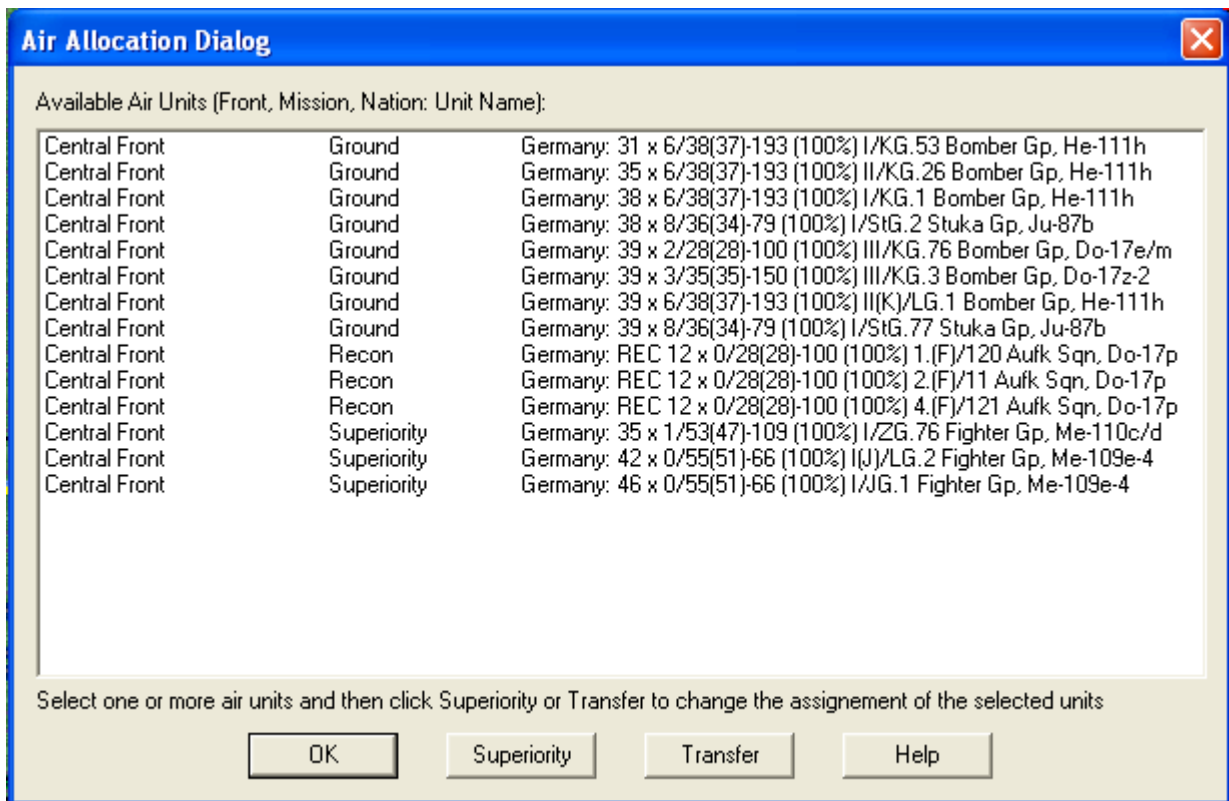 Air Allocation Dialog
Available Air Units (Front, Mission, Nation: Unit Name):
Central Front Ground Germany: 31 x 6/38(37)-193 (100%) I/KG.53 Bomber Gp, He-111h
Central Front Ground Germany: 35 x 6/38(37)-193 (100%) II/KG.26 Bomber Gp, He-111h
Central Front Ground Germany: 38 x 6/38(37)-193 (100%) I/KG.1 Bomber Gp, He-111h
Central Front Ground Germany: 38 x 8/36(34)-79 (100%) I/StG.2 Stuka Gp, Ju-87b
Central Front Ground Germany: 39 x 2/28(28)-100 (100%) III/KG.76 Bomber Gp, Do-17e/m
Central Front Ground Germany: 39 x 3/35(35)-150 (100%) III/KG.3 Bomber Gp, Do-17z-2
Central Front Ground Germany: 39 x 6/38(37)-193 (100%) II(K)/LG.1 Bomber Gp, He-111h
Central Front Ground Germany: 39 x 8/36(34)-79 (100%) I/StG.77 Stuka Gp, Ju-87b
Central Front Recon Germany: REC 12 x 0/28(28)-100 (100%) 1.(F)/120 Aufk Sqn, Do-17p
Central Front Recon Germany: REC 12 x 0/28(28)-100 (100%) 2.(F)/11 Aufk Sqn, Do-17p
Central Front Recon Germany: REC 12 x 0/28(28)-100 (100%) 4.(F)/121 Aufk Sqn, Do-17p
Central Front Superiority Germany: 35 x 1/53(47)-109 (100%) I/ZG.76 Fighter Gp, Me-110c/d
Central Front Superiority Germany: 42 x 0/55(51)-66 (100%) I(J)/LG.2 Fighter Gp, Me-109e-4
Central Front Superiority Germany: 46 x 0/55(51)-66 (100%) I/JG.1 Fighter Gp, Me-109e-4
Select one or more air units and then click Superiority or Transfer to change the assignement of the selected units
OK Superiority Transfer Help